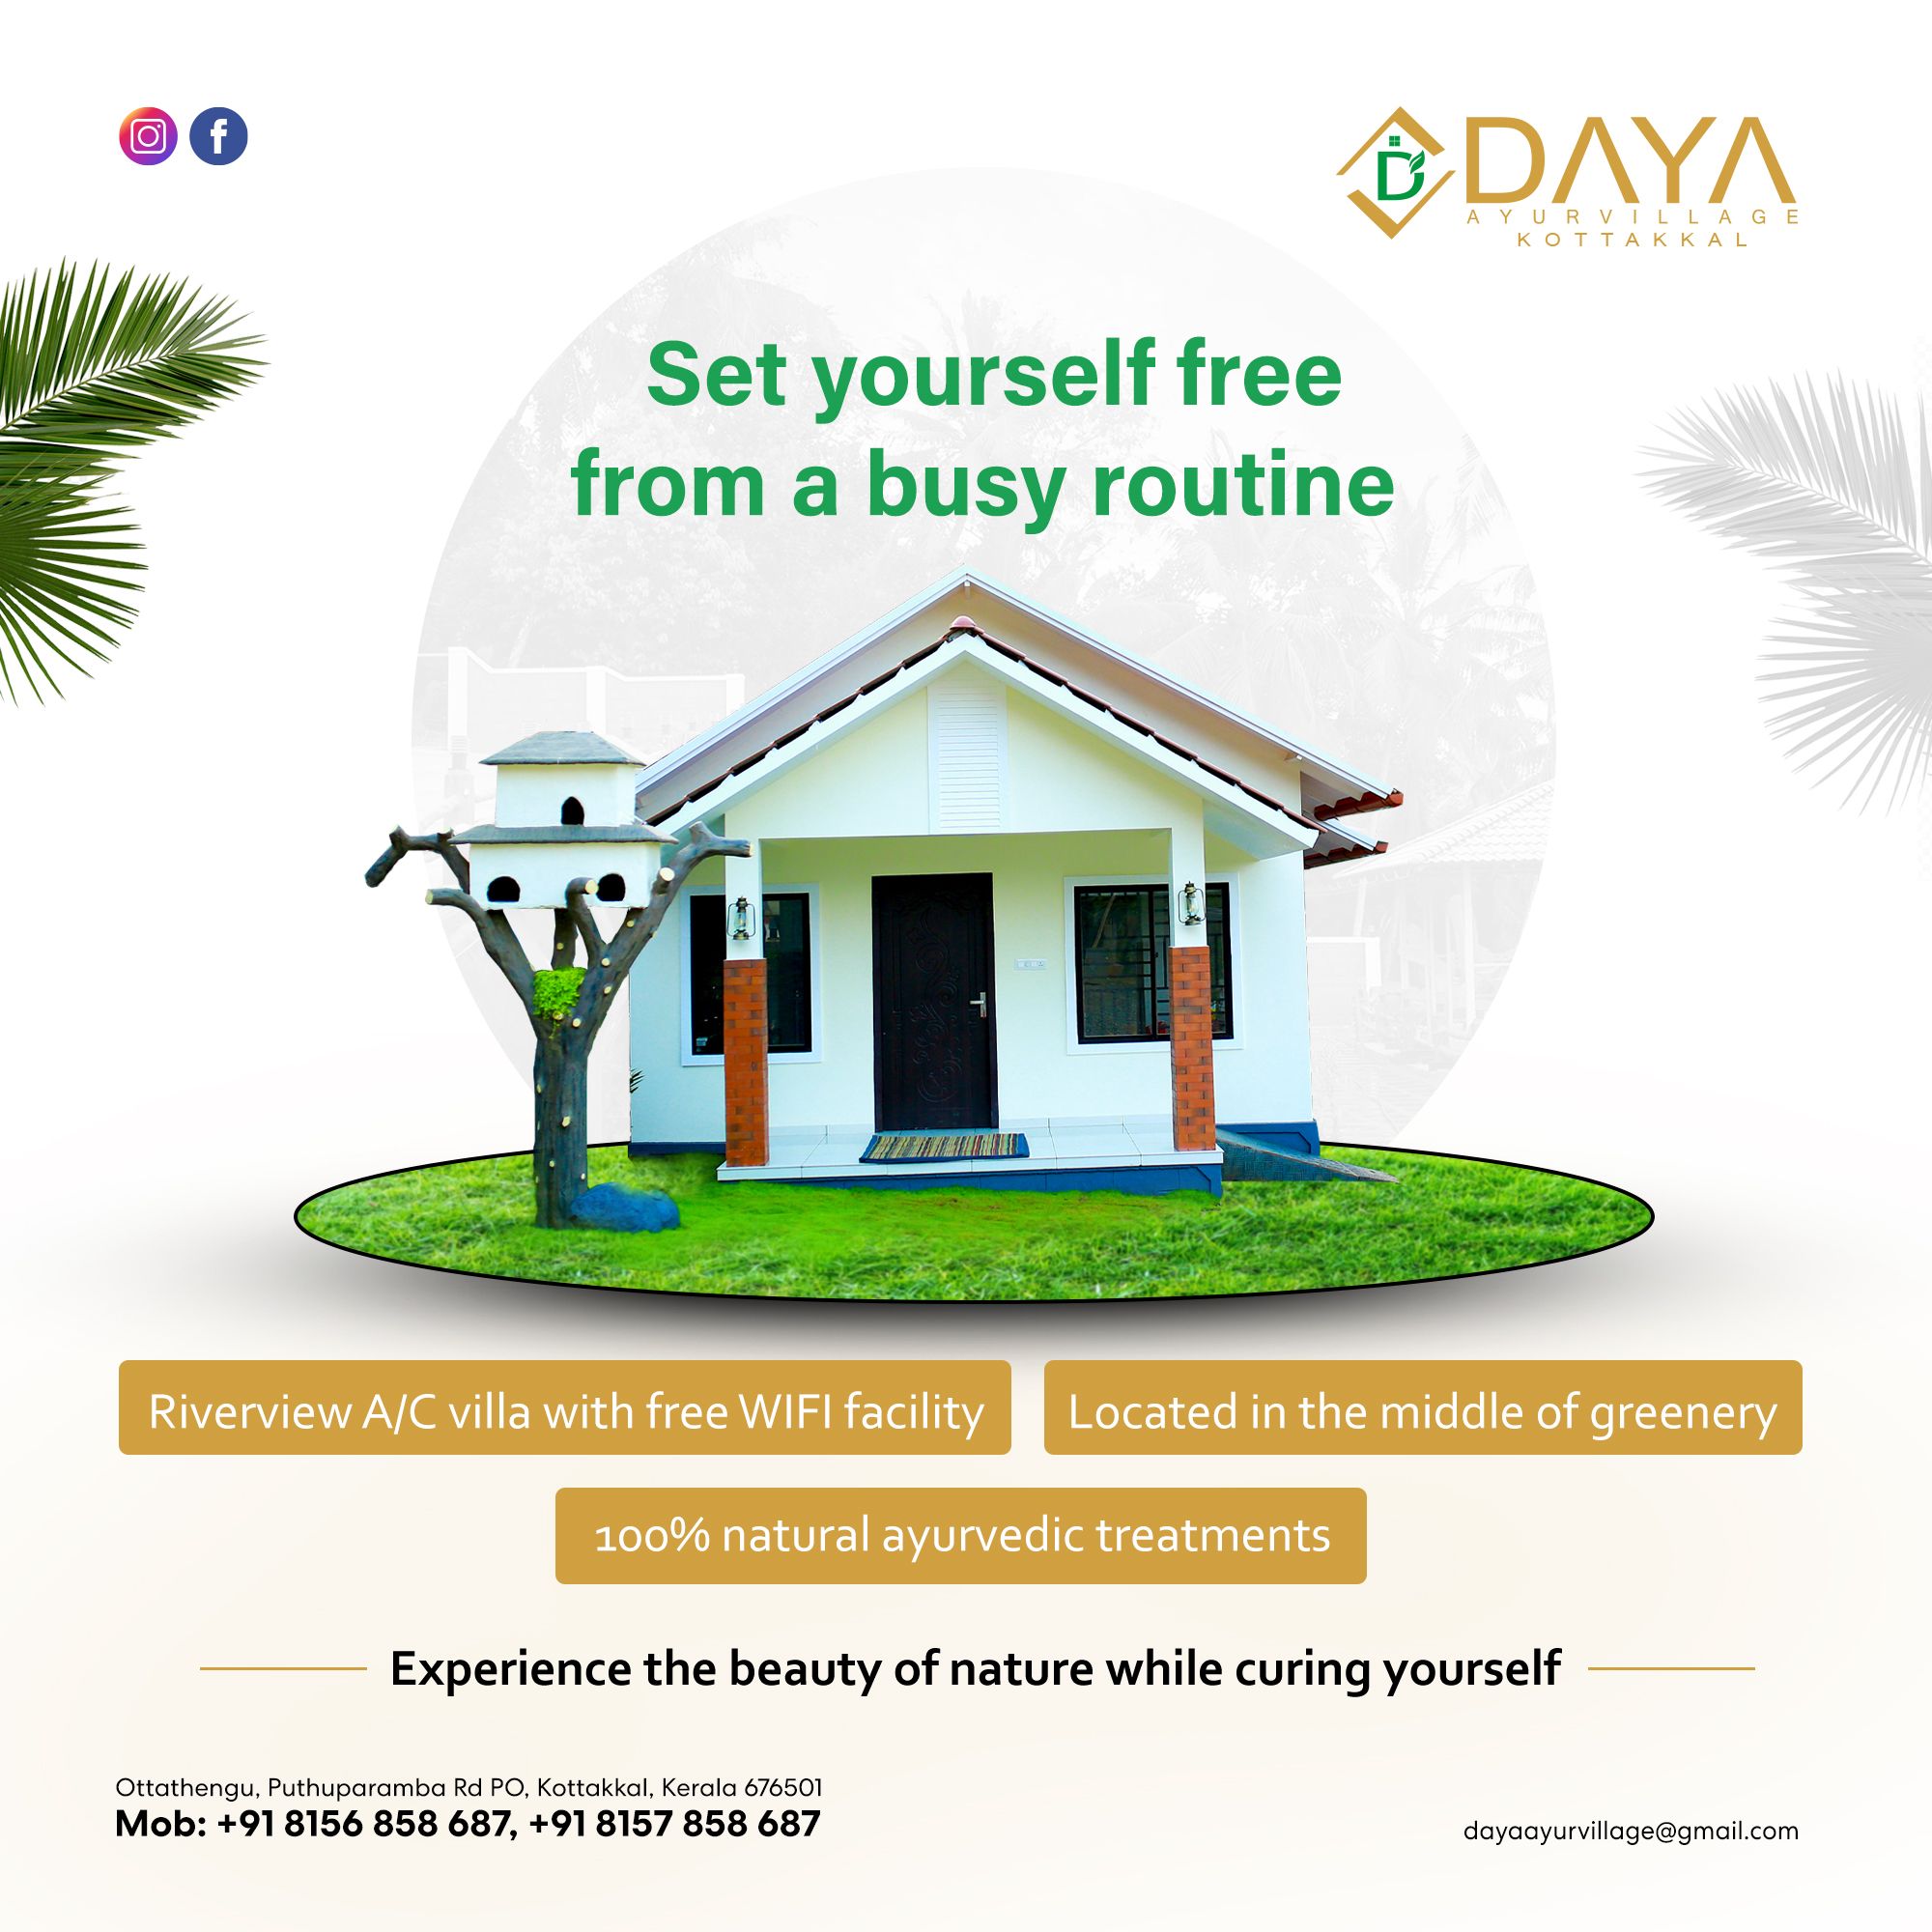 DAYA
AYURVILLAGE
KOTTAKKAL
Set yourself free
from a busy routine
Riverview A/C villa with free WIFI facility
Located in the middle of greenery
100% natural ayurvedic treatments
Experience the beauty of nature while curing yourself
Ottathengu, Puthuparamba Rd PO, Kottakkal, Kerala 676501
Mob: +91 8156 858 687, +91 8157 858 687
dayaayurvillage@gmail.com